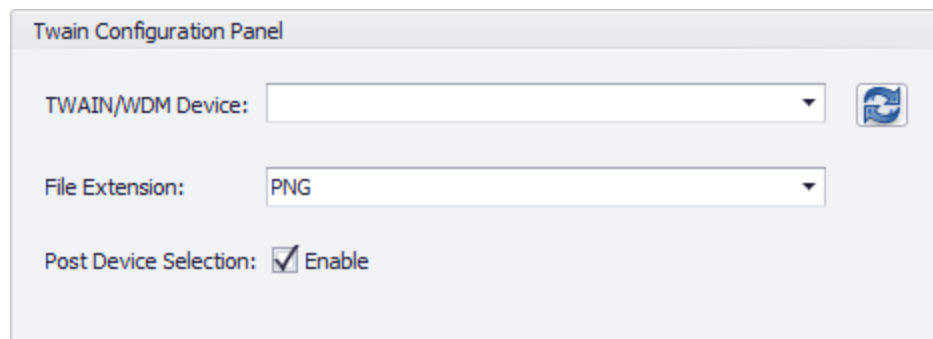 Twain Configuration Panel
TWAIN/WDM Device:
File Extension: PNG
Post Device Selection: Enable